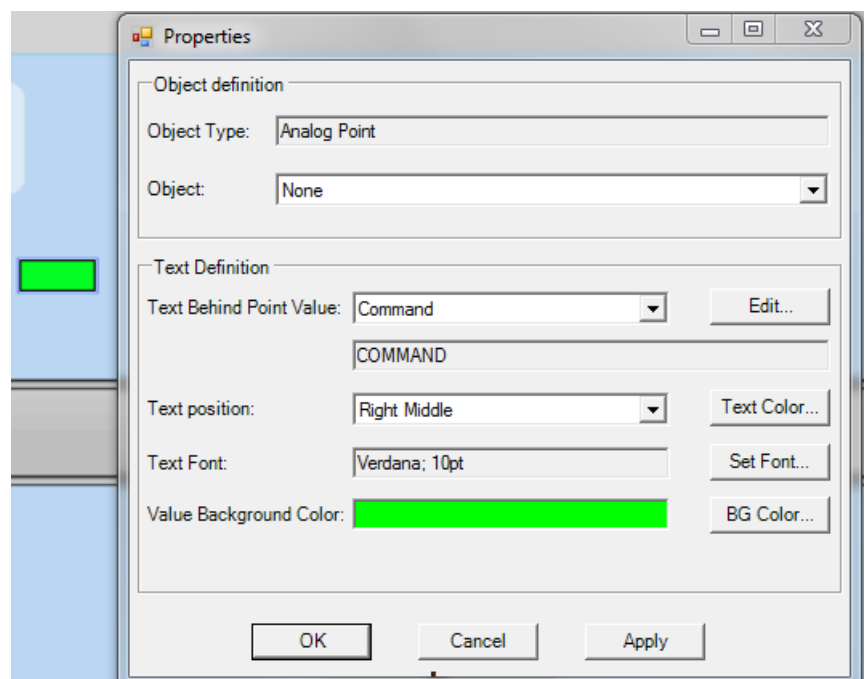 Properties
Object definition
Object Type: Analog Point
Object: None
Text Definition
Text Behind Point Value: Command Edit...
COMMAND
Text position: Right Middle Text Color...
Text Font: Verdana; 10pt Set Font...
Value Background Color: BG Color...
OK Cancel Apply